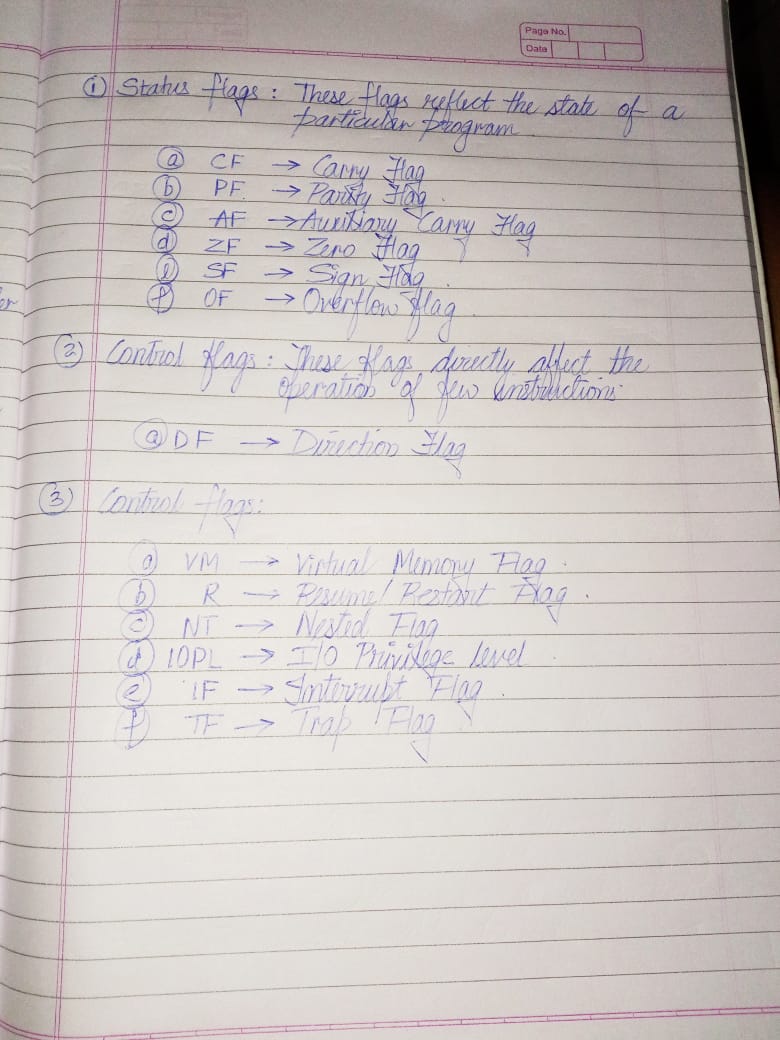 Page No.
Date
① Status flags : These flags reflect the state of a
particular program.
ⓐ CF → Carry Flag
ⓑ PF → Parity Flag.
ⓒ AF → Auxiliary Carry Flag
ⓓ ZF → Zero Flag
ⓔ SF → Sign Flag.
ⓕ OF → Overflow flag.
② Control flags : These flags directly affect the
operation of few instructions
ⓐ DF → Direction Flag
③ Control flags:
ⓐ VM → Virtual Memory Flag.
ⓑ R → Resume/ Restart Flag.
ⓒ NT → Nested Flag
ⓓ IOPL → I/O Privilege level.
ⓔ IF → Interrupt Flag.
ⓕ TF → Trap Flag